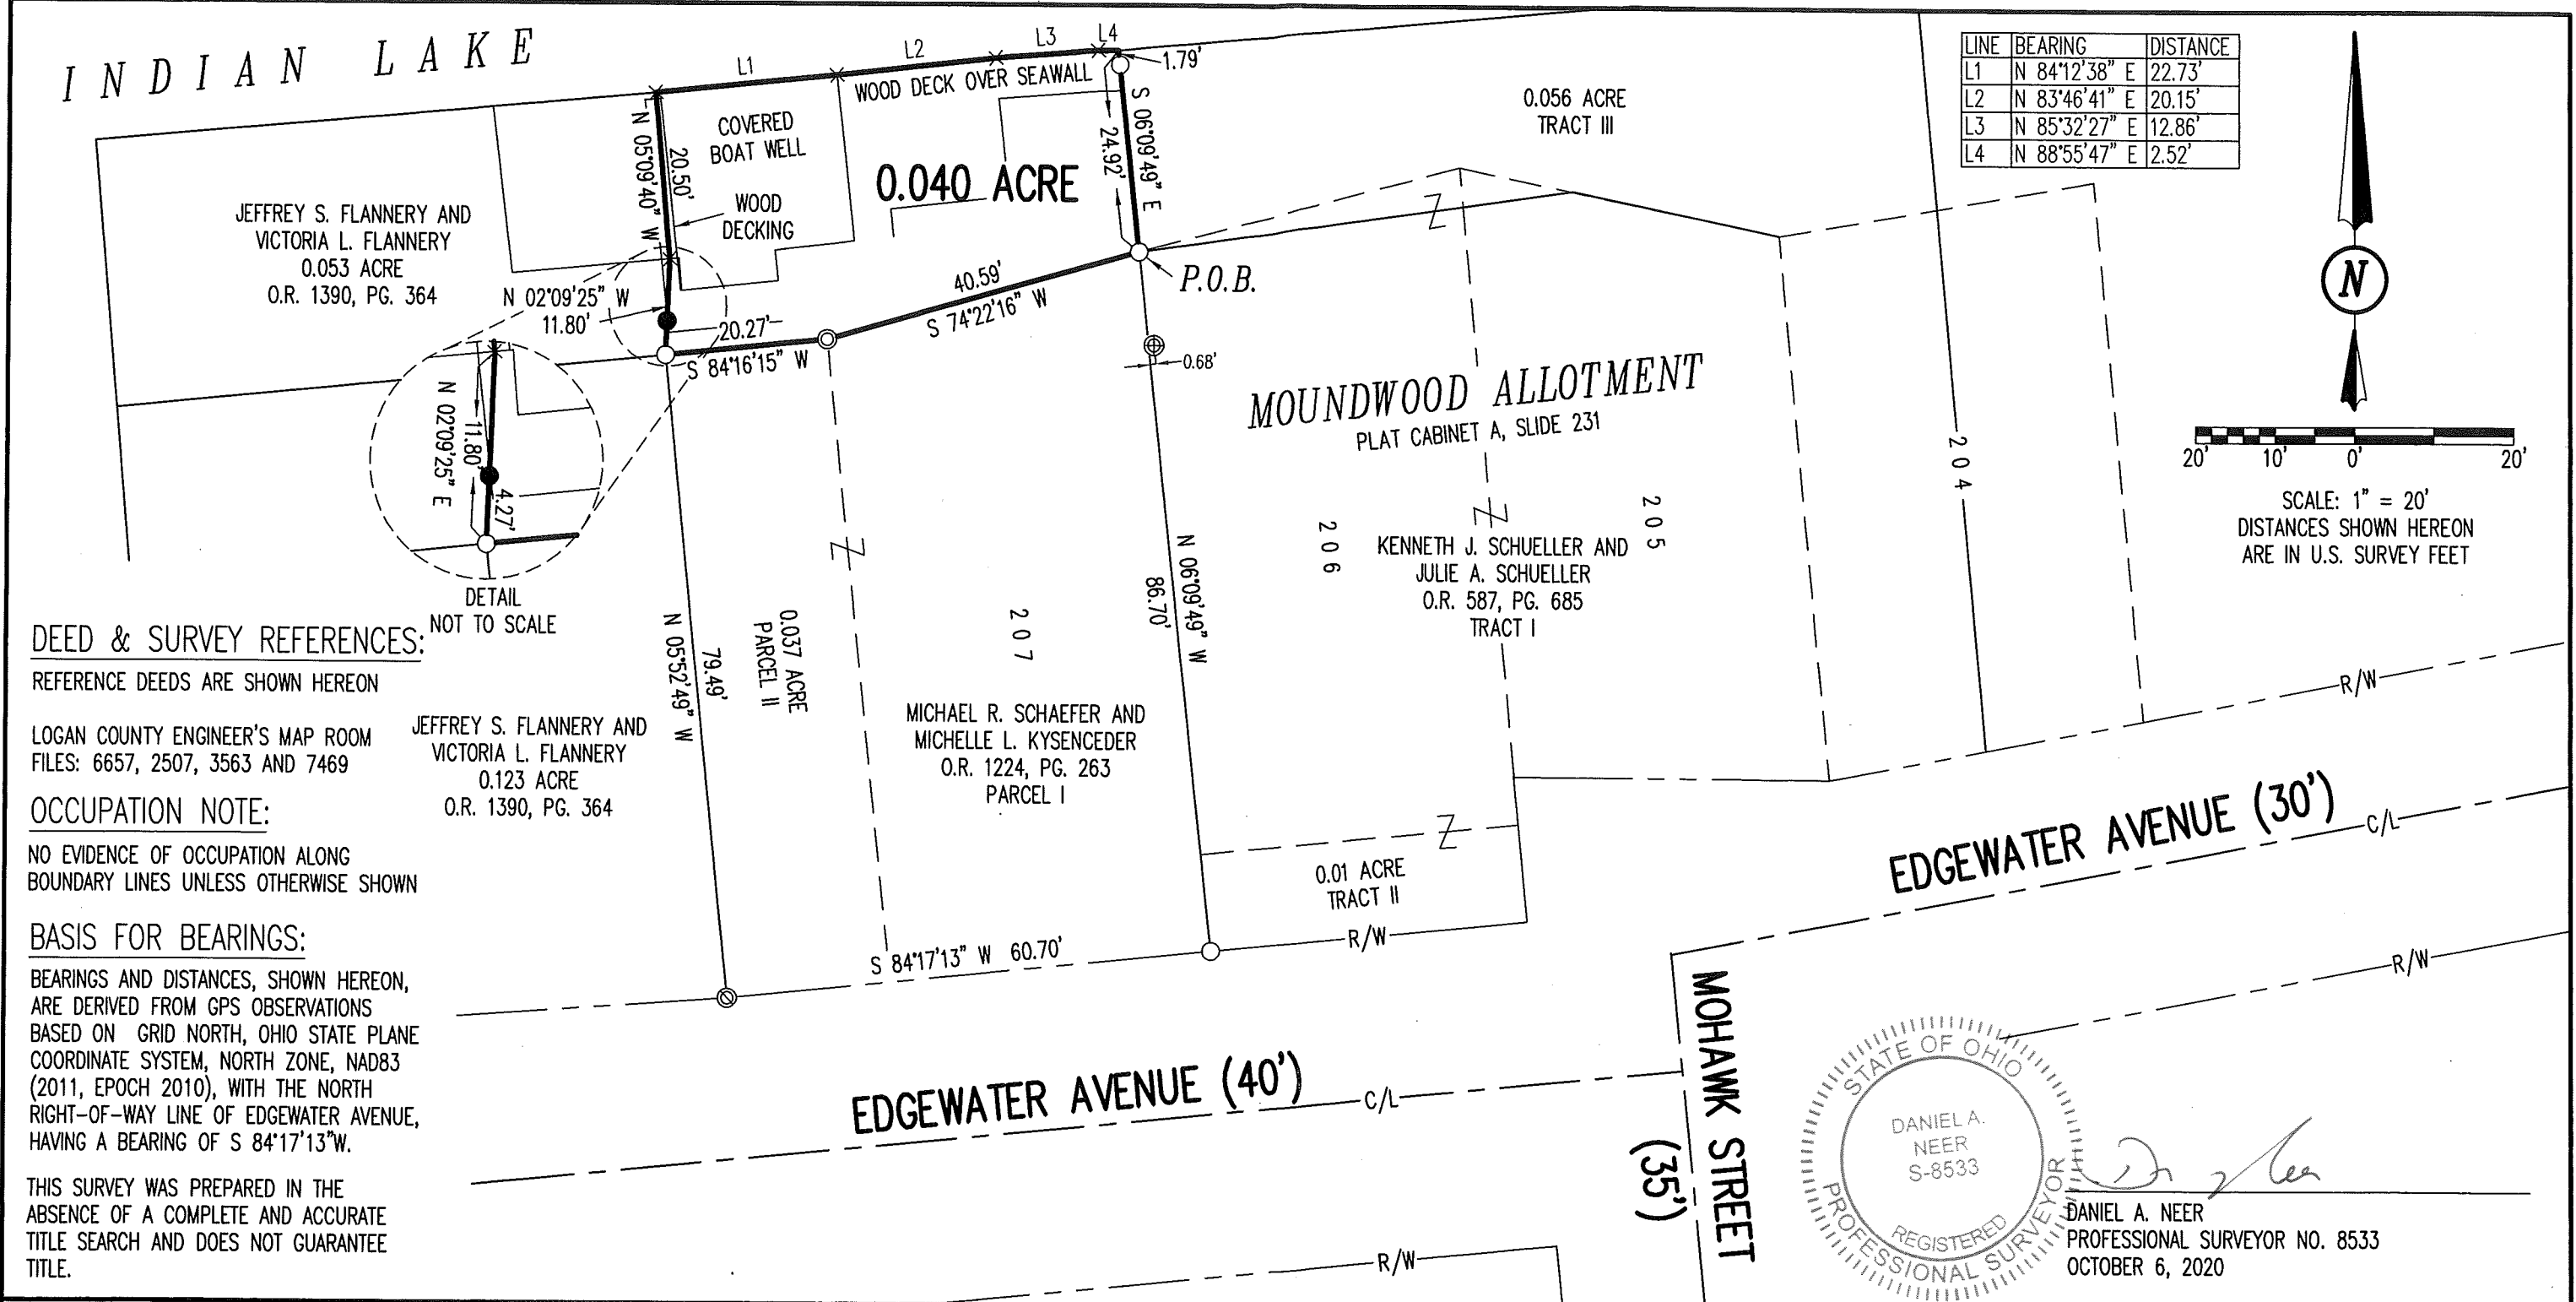 INDIAN LAKE
L1
L2
L3
L4
1.79'
WOOD DECK OVER SEAWALL
COVERED
BOAT WELL
N 05°09'40" W
20.50'
WOOD
DECKING
0.040 ACRE
24.92'
S 06°09'49" E
0.056 ACRE
TRACT III
LINE BEARING DISTANCE
L1 N 84°12'38" E 22.73'
L2 N 83°46'41" E 20.15'
L3 N 85°32'27" E 12.86'
L4 N 88°55'47" E 2.52'
N
20' 10' 0' 20'
SCALE: 1" = 20'
DISTANCES SHOWN HEREON
ARE IN U.S. SURVEY FEET
JEFFREY S. FLANNERY AND
VICTORIA L. FLANNERY
0.053 ACRE
O.R. 1390, PG. 364
N 02°09'25" W
11.80'
20.27'
S 84°16'15" W
40.59'
S 74°22'16" W
P.O.B.
0.68'
MOUNDWOOD ALLOTMENT
PLAT CABINET A, SLIDE 231
204
205
206
207
KENNETH J. SCHUELLER AND
JULIE A. SCHUELLER
O.R. 587, PG. 685
TRACT I
N 02°09'25" E
11.80'
4.27'
DETAIL
NOT TO SCALE
N 05°52'49" W
79.49'
0.037 ACRE
PARCEL II
N 06°09'49" W
86.70'
JEFFREY S. FLANNERY AND
VICTORIA L. FLANNERY
0.123 ACRE
O.R. 1390, PG. 364
MICHAEL R. SCHAEFER AND
MICHELLE L. KYSENCEDER
O.R. 1224, PG. 263
PARCEL I
0.01 ACRE
TRACT II
S 84°17'13" W 60.70'
R/W
R/W
EDGEWATER AVENUE (30')
C/L
R/W
EDGEWATER AVENUE (40')
C/L
MOHAWK STREET
(35')
R/W
DEED & SURVEY REFERENCES:
REFERENCE DEEDS ARE SHOWN HEREON
LOGAN COUNTY ENGINEER'S MAP ROOM
FILES: 6657, 2507, 3563 AND 7469
OCCUPATION NOTE:
NO EVIDENCE OF OCCUPATION ALONG
BOUNDARY LINES UNLESS OTHERWISE SHOWN
BASIS FOR BEARINGS:
BEARINGS AND DISTANCES, SHOWN HEREON,
ARE DERIVED FROM GPS OBSERVATIONS
BASED ON GRID NORTH, OHIO STATE PLANE
COORDINATE SYSTEM, NORTH ZONE, NAD83
(2011, EPOCH 2010), WITH THE NORTH
RIGHT-OF-WAY LINE OF EDGEWATER AVENUE,
HAVING A BEARING OF S 84°17'13"W.
THIS SURVEY WAS PREPARED IN THE
ABSENCE OF A COMPLETE AND ACCURATE
TITLE SEARCH AND DOES NOT GUARANTEE
TITLE.
STATE OF OHIO
DANIEL A.
NEER
S-8533
REGISTERED
PROFESSIONAL SURVEYOR
DANIEL A. NEER
PROFESSIONAL SURVEYOR NO. 8533
OCTOBER 6, 2020